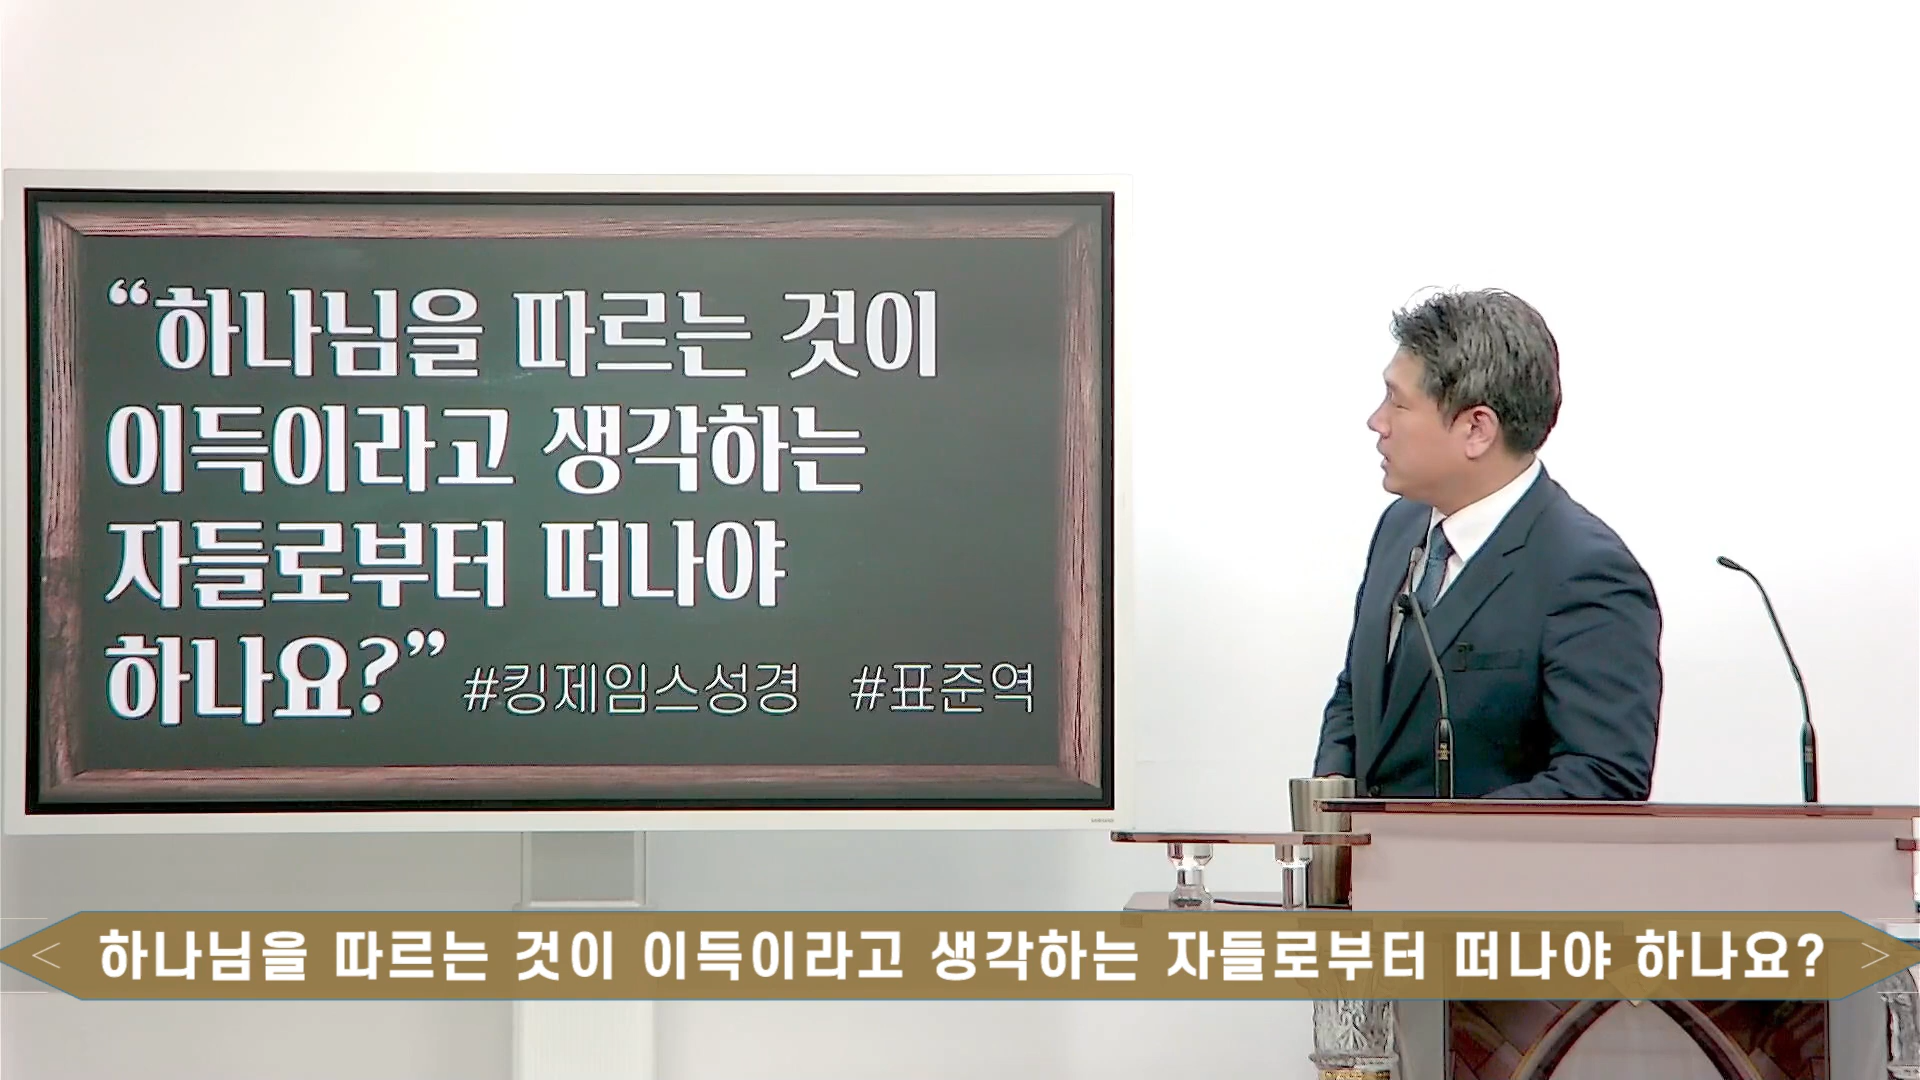 “하나님을 따르는 것이
이득이라고 생각하는
자들로부터 떠나야
하나요?” #킹제임스성경 #표준역
SAMSUNG
< 하나님을 따르는 것이 이득이라고 생각하는 자들로부터 떠나야 하나요? >